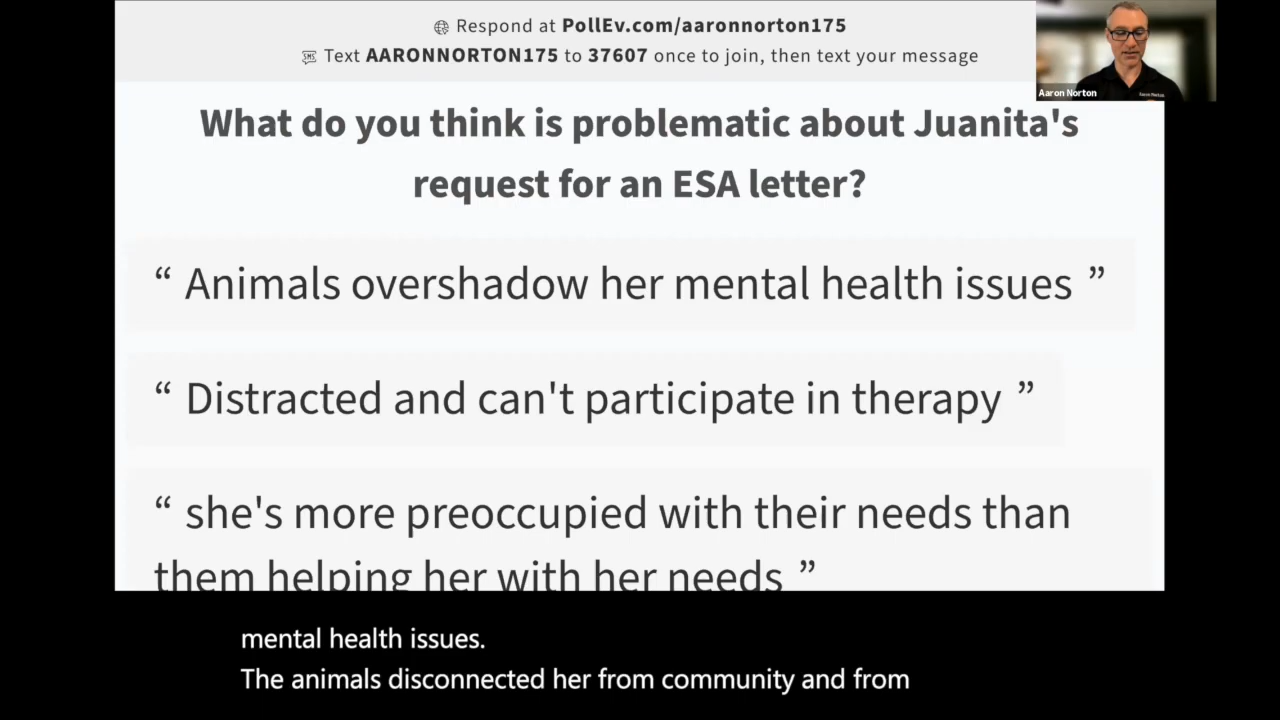 Respond at PollEv.com/aaronnorton175
SMS Text AARONNORTON175 to 37607 once to join, then text your message
Aaron Norton
Aaron Norton
What do you think is problematic about Juanita's
request for an ESA letter?
“ Animals overshadow her mental health issues ”
“ Distracted and can't participate in therapy ”
“ she's more preoccupied with their needs than
them helping her with her needs ”
mental health issues.
The animals disconnected her from community and from